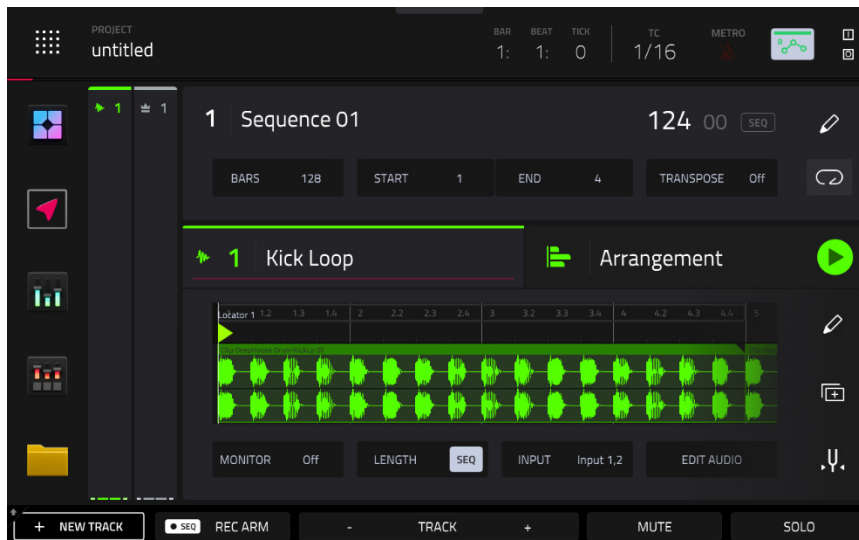 PROJECT
untitled
BAR BEAT TICK
1: 1: 0
TC
1/16
METRO
1 1
1 Sequence 01
124 00 SEQ
BARS 128 START 1 END 4 TRANSPOSE Off
1 Kick Loop
Arrangement
Locator 1 1.2 1.3 1.4 2 2.2 2.3 2.4 3 3.2 3.3 3.4 4 4.2 4.3 4.4 5
MONITOR Off LENGTH SEQ INPUT Input 1,2 EDIT AUDIO
+ NEW TRACK SEQ REC ARM - TRACK + MUTE SOLO